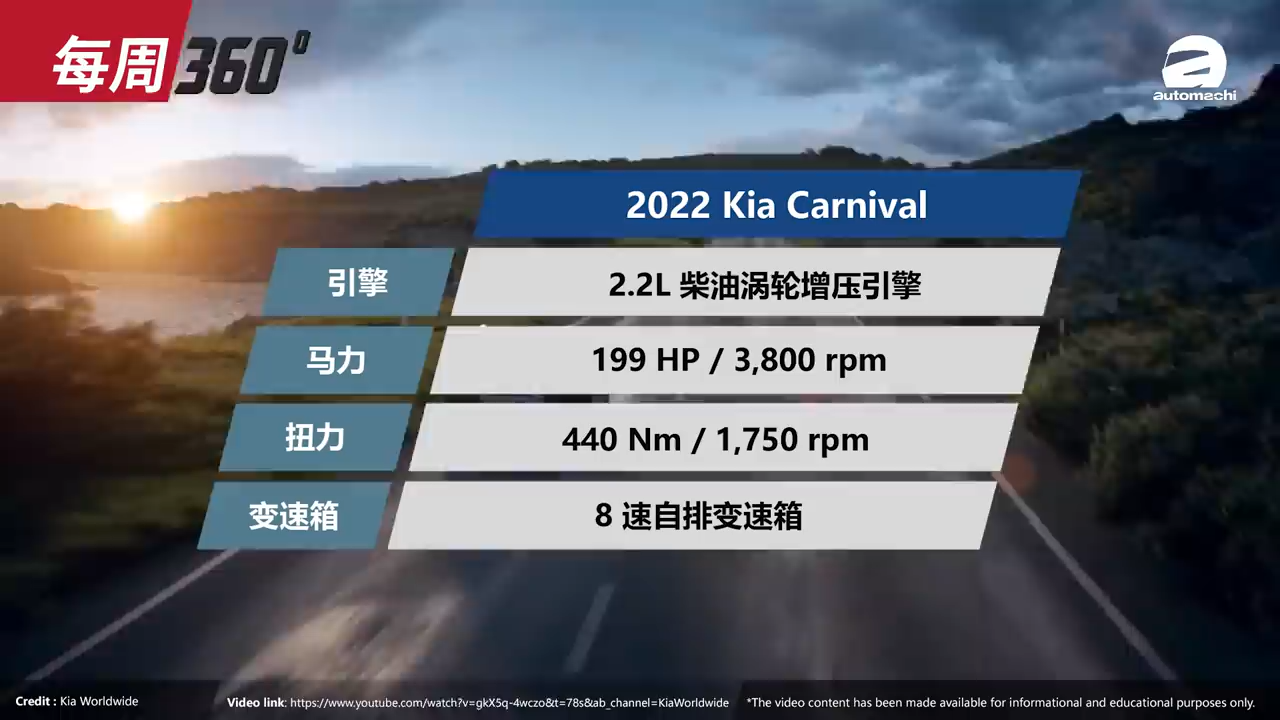 每周360°
automachi
2022 Kia Carnival
引擎 2.2L 柴油涡轮增压引擎
马力 199 HP / 3,800 rpm
扭力 440 Nm / 1,750 rpm
变速箱 8 速自排变速箱
Credit : Kia Worldwide Video link: https://www.youtube.com/watch?v=gkX5q-4wczo&t=78s&ab_channel=KiaWorldwide *The video content has been made available for informational and educational purposes only.